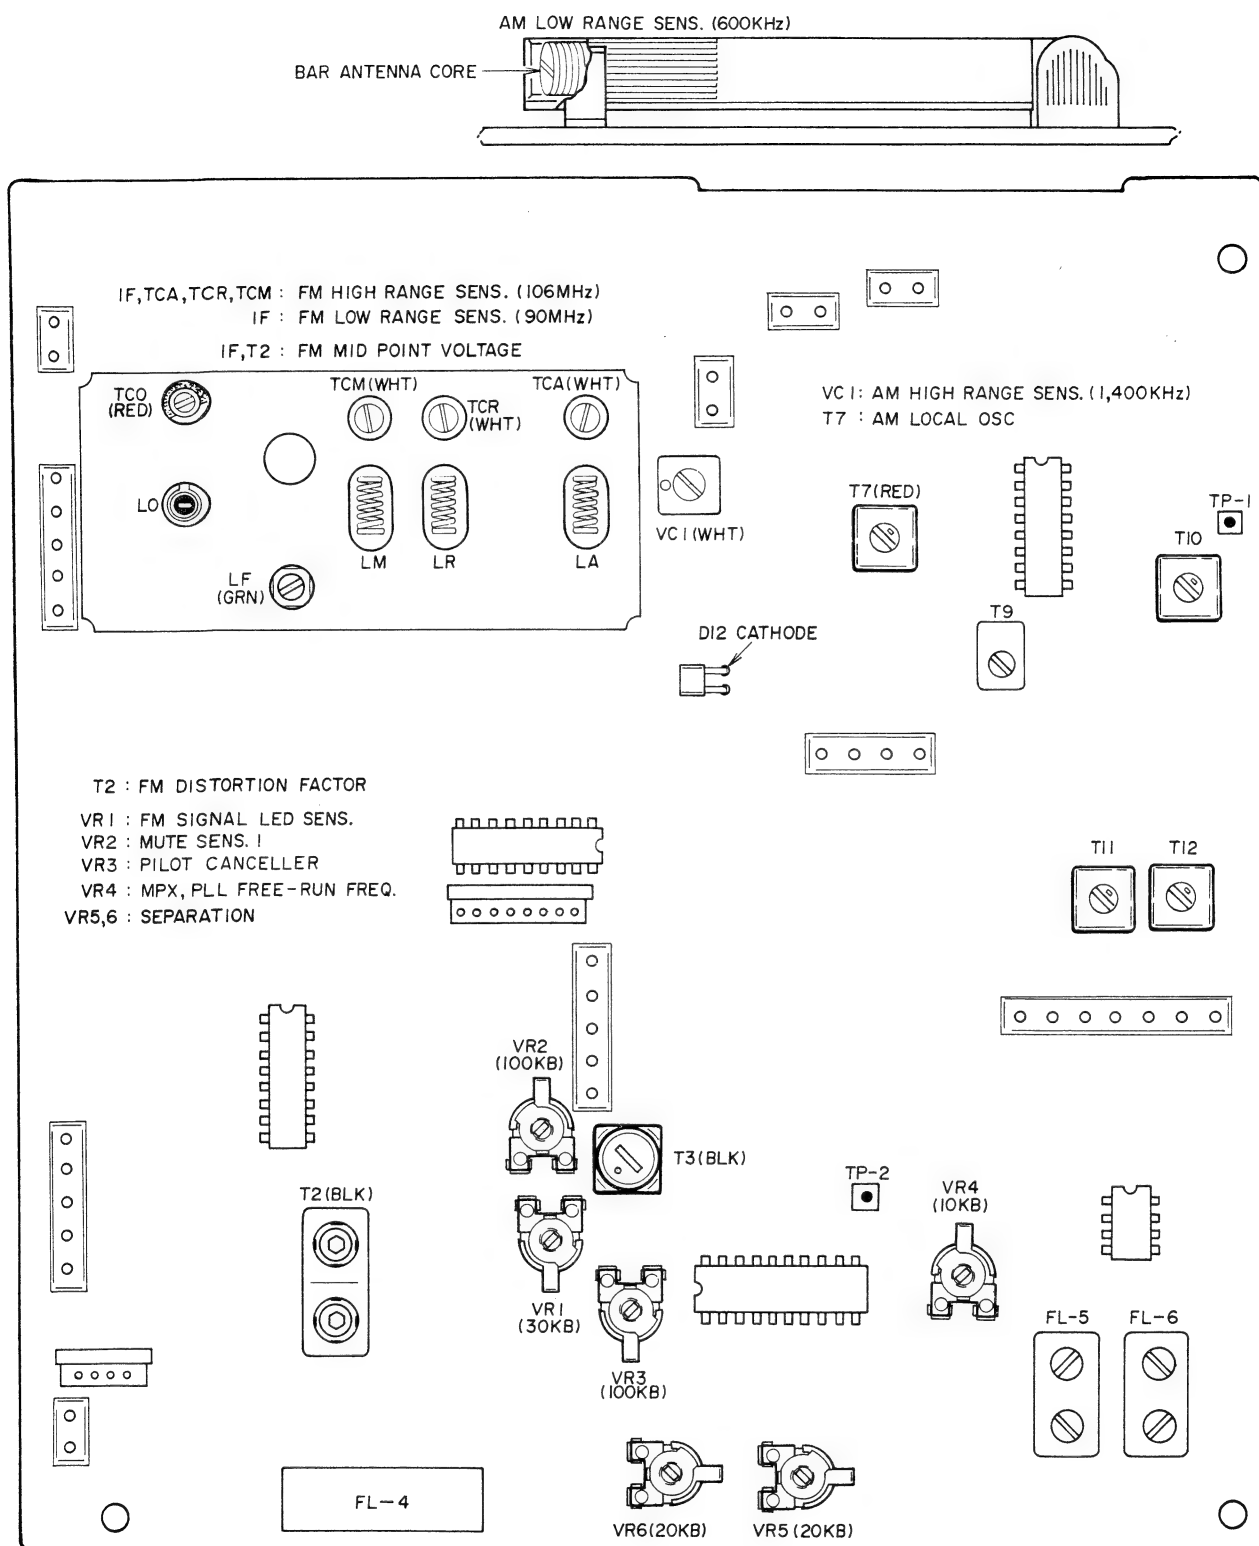 AM LOW RANGE SENS. (600KHz)
BAR ANTENNA CORE
IF,TCA,TCR,TCM : FM HIGH RANGE SENS. (106MHz)
IF : FM LOW RANGE SENS. (90MHz)
IF,T2 : FM MID POINT VOLTAGE
TCO
(RED)
TCM(WHT)
TCR
(WHT)
TCA(WHT)
VC1: AM HIGH RANGE SENS.(1,400KHz)
T7 : AM LOCAL OSC
LO
VC1(WHT)
T7(RED)
TP-1
T10
LM
LR
LA
LF
(GRN)
T9
D12 CATHODE
T2 : FM DISTORTION FACTOR
VR1 : FM SIGNAL LED SENS.
VR2 : MUTE SENS. 1
VR3 : PILOT CANCELLER
VR4 : MPX, PLL FREE-RUN FREQ.
VR5,6 : SEPARATION
T11
T12
VR2
(100KB)
T3(BLK)
TP-2
VR4
(10KB)
T2(BLK)
VR1
(30KB)
VR3
(100KB)
FL-5
FL-6
FL-4
VR6(20KB)
VR5(20KB)